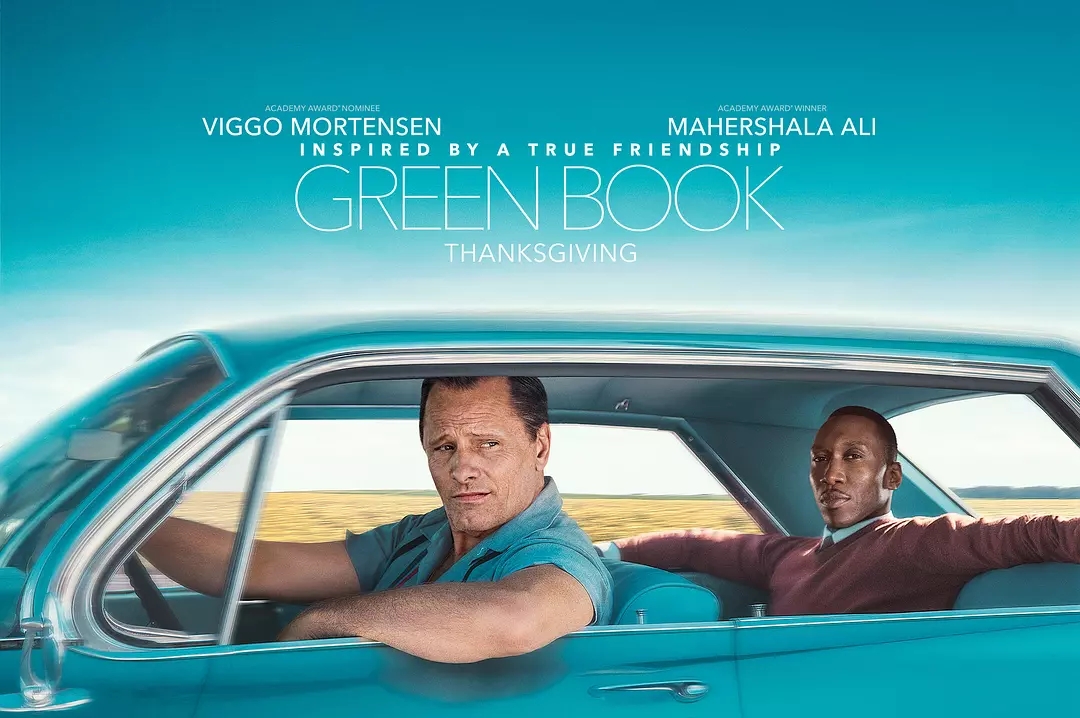 ACADEMY AWARD® NOMINEE
VIGGO MORTENSEN
ACADEMY AWARD® WINNER
MAHERSHALA ALI
INSPIRED BY A TRUE FRIENDSHIP
GREEN BOOK
THANKSGIVING